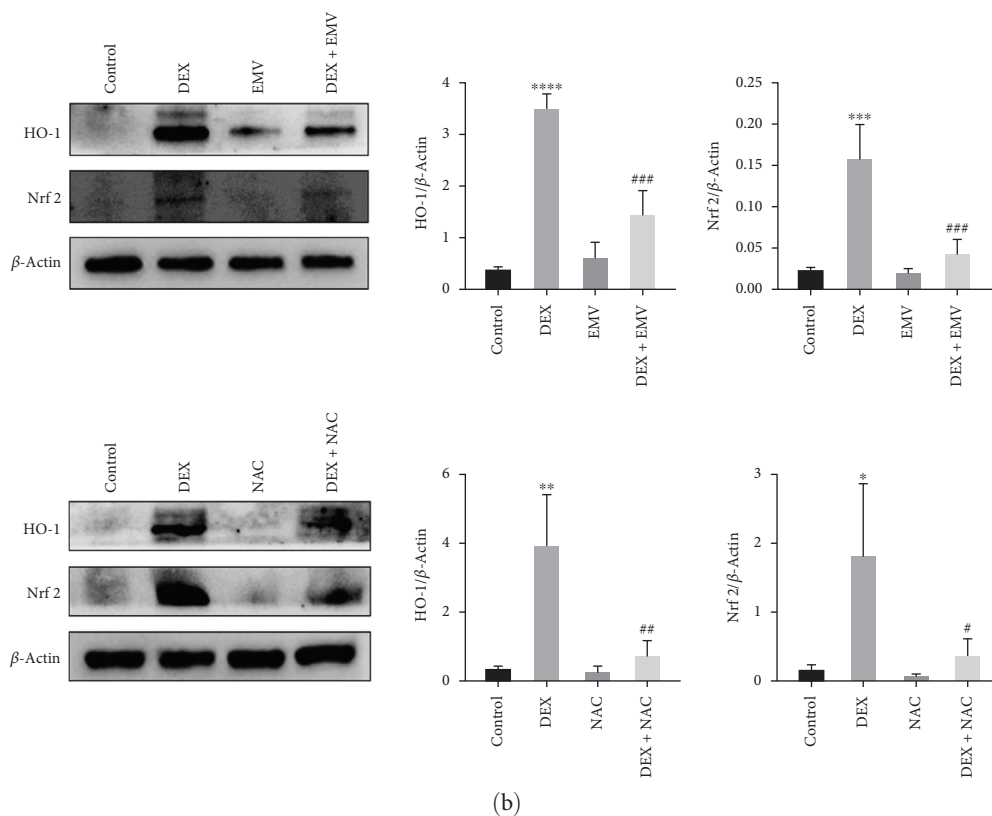 Control
DEX
EMV
DEX + EMV
HO-1
Nrf 2
β-Actin
HO-1/β-Actin
4
3
2
1
0
****
###
Control
DEX
EMV
DEX + EMV
Nrf 2/β-Actin
0.25
0.20
0.15
0.10
0.05
0.00
***
###
Control
DEX
EMV
DEX + EMV
Control
DEX
NAC
DEX + NAC
HO-1
Nrf 2
β-Actin
HO-1/β-Actin
6
4
2
0
**
##
Control
DEX
NAC
DEX + NAC
Nrf 2/β-Actin
3
2
1
0
*
#
Control
DEX
NAC
DEX + NAC
(b)